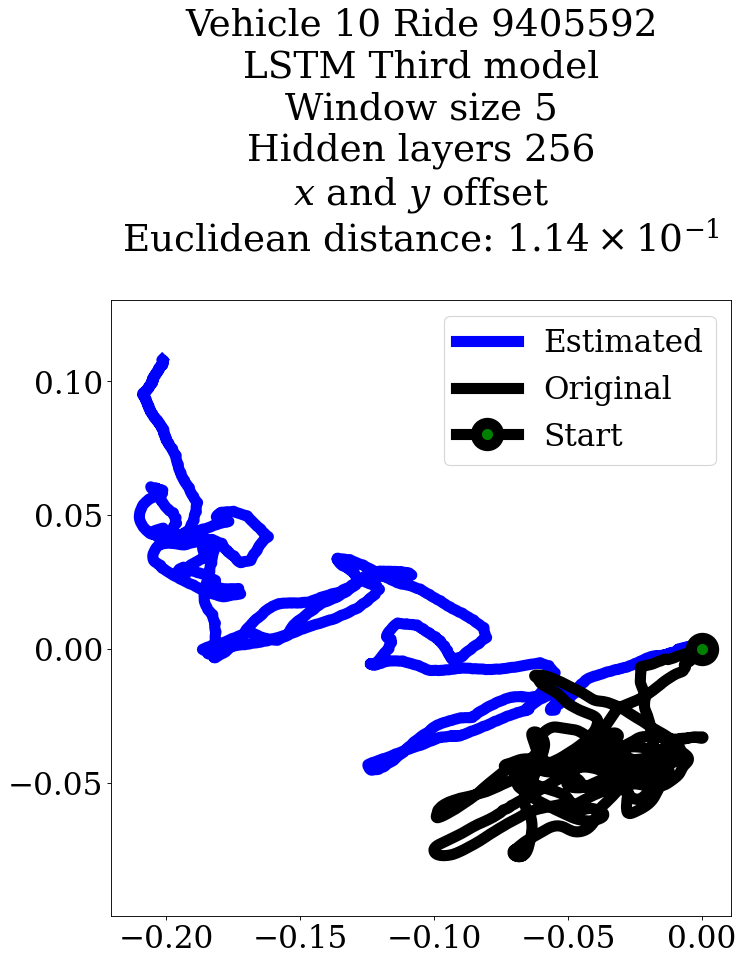 Vehicle 10 Ride 9405592
LSTM Third model
Window size 5
Hidden layers 256
x and y offset
Euclidean distance: 1.14 × 10⁻¹
Estimated
Original
Start
0.10
0.05
0.00
−0.05
−0.20 −0.15 −0.10 −0.05 0.00